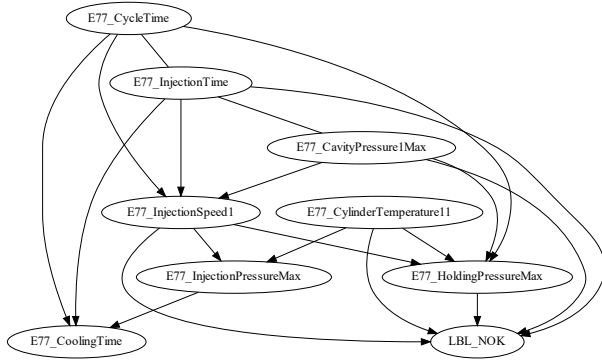 E77_CycleTime
E77_InjectionTime
E77_CavityPressure1Max
E77_InjectionSpeed1
E77_CylinderTemperature11
E77_InjectionPressureMax
E77_HoldingPressureMax
E77_CoolingTime
LBL_NOK